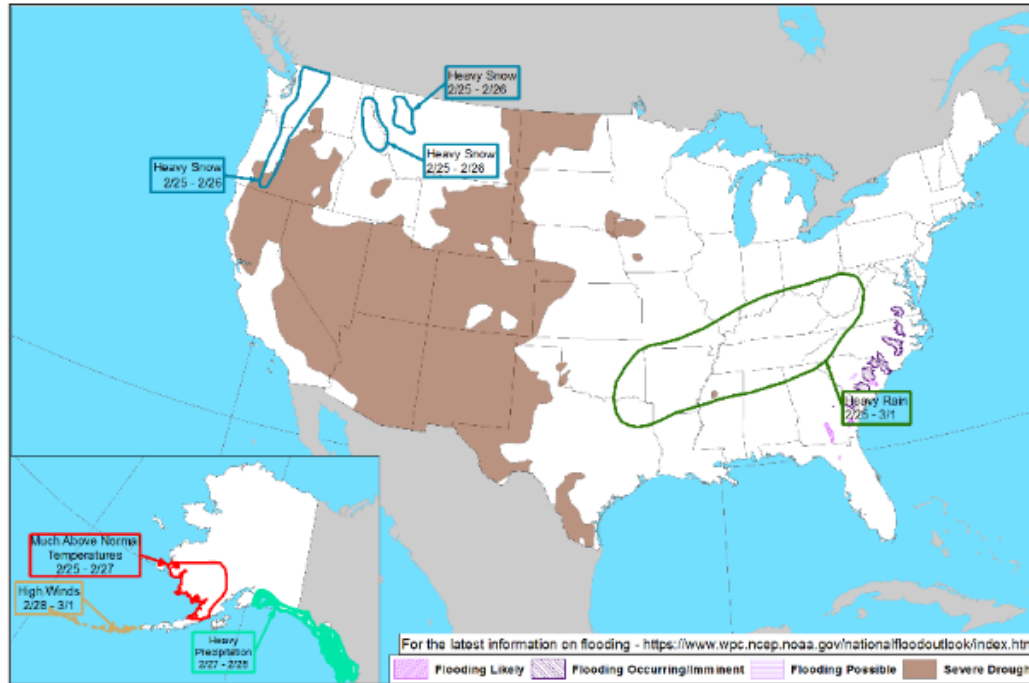 Heavy Snow
2/25 - 2/26
Heavy Snow
2/25 - 2/26
Heavy Snow
2/25 - 2/26
Heavy Rain
2/25 - 3/1
Much Above Norma
Temperatures
2/25 - 2/27
High Winds
2/28 - 3/1
Heavy
Precipitation
2/27 - 2/28
For the latest information on flooding - https://www.wpc.ncep.noaa.gov/nationalfloodoutlook/index.htm
Flooding Likely
Flooding Occurring/Imminent
Flooding Possible
Severe Drough